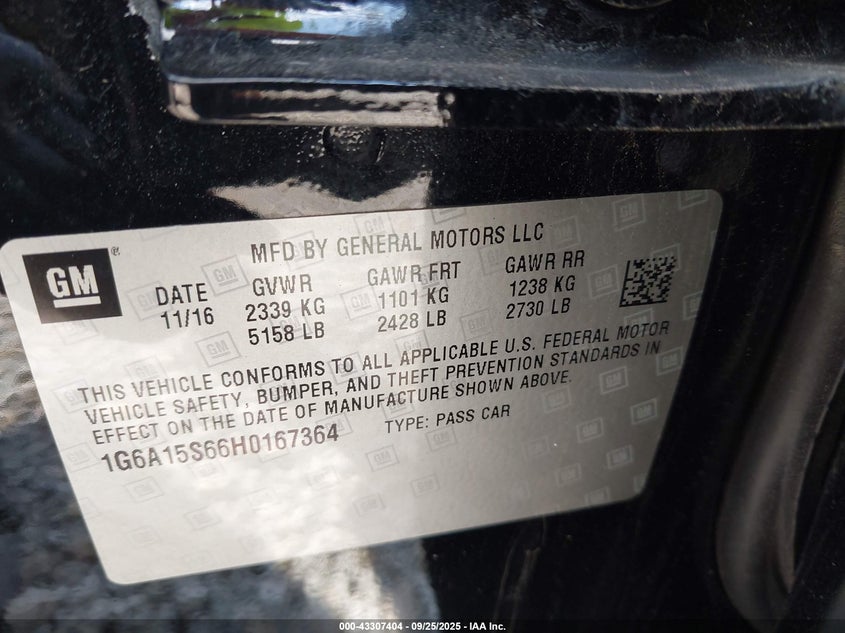 GM
®
MFD BY GENERAL MOTORS LLC
DATE GVWR GAWR FRT GAWR RR
11/16 2339 KG 1101 KG 1238 KG
5158 LB 2428 LB 2730 LB
THIS VEHICLE CONFORMS TO ALL APPLICABLE U.S. FEDERAL MOTOR
VEHICLE SAFETY, BUMPER, AND THEFT PREVENTION STANDARDS IN
EFFECT ON THE DATE OF MANUFACTURE SHOWN ABOVE.
1G6A15S66H0167364 TYPE: PASS CAR
000-43307404 - 09/25/2025 - IAA Inc.